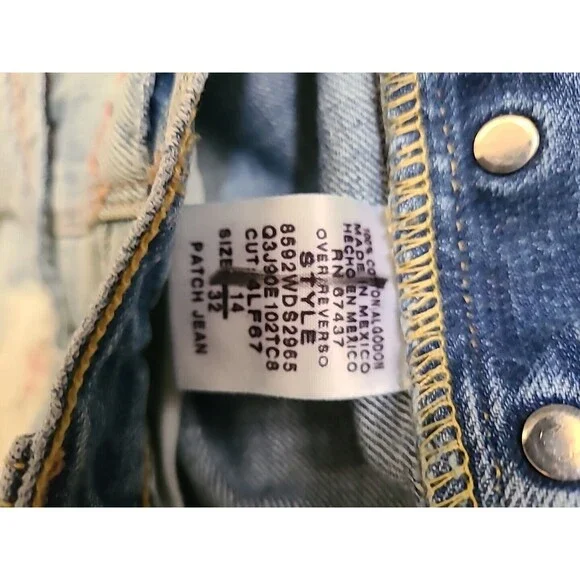 100% COTTON ALGODON
MADE IN MEXICO
HECHO EN MEXICO
RN 67437
OVER/REVERSO
STYLE
8592WDS2965
Q3J90E102TC8
CUT 4LF67
SIZE 14
32
PATCH JEAN